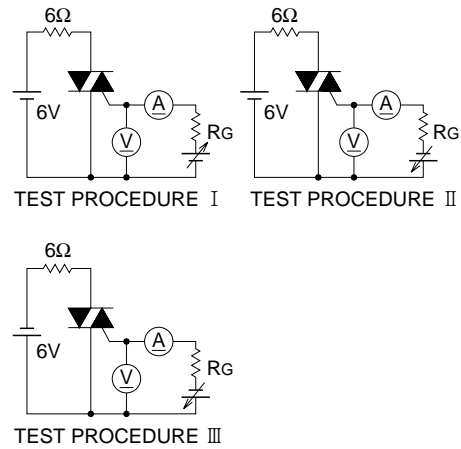 6Ω
6Ω
6V
A
V
RG
6V
A
V
RG
TEST PROCEDURE Ⅰ
TEST PROCEDURE Ⅱ
6Ω
6V
A
V
RG
TEST PROCEDURE Ⅲ